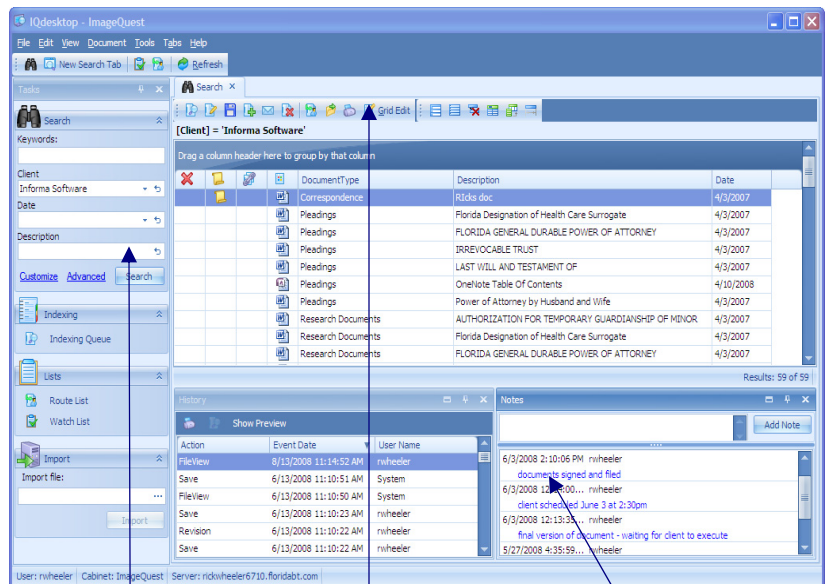 IQdesktop - ImageQuest
File Edit View Document Tools Tabs Help
New Search Tab Refresh
Tasks
Search
Keywords:
Client
Informa Software
Date
Description
Customize Advanced Search
Indexing
Indexing Queue
Lists
Route List
Watch List
Import
Import file:
...
Import
Search
Grid Edit
[Client] = 'Informa Software'
Drag a column header here to group by that column
DocumentType Description Date
Correspondence RIcks doc 4/3/2007
Pleadings Florida Designation of Health Care Surrogate 4/3/2007
Pleadings FLORIDA GENERAL DURABLE POWER OF ATTORNEY 4/3/2007
Pleadings IRREVOCABLE TRUST 4/3/2007
Pleadings LAST WILL AND TESTAMENT OF 4/3/2007
Pleadings OneNote Table Of Contents 4/10/2008
Pleadings Power of Attorney by Husband and Wife 4/3/2007
Research Documents AUTHORIZATION FOR TEMPORARY GUARDIANSHIP OF MINOR 4/3/2007
Research Documents Florida Designation of Health Care Surrogate 4/3/2007
Research Documents FLORIDA GENERAL DURABLE POWER OF ATTORNEY 4/3/2007
Results: 59 of 59
History
Show Preview
Action Event Date User Name
FileView 8/13/2008 11:14:52 AM rwheeler
Save 6/13/2008 11:10:51 AM System
FileView 6/13/2008 11:10:50 AM System
Save 6/13/2008 11:10:23 AM rwheeler
Revision 6/13/2008 11:10:22 AM rwheeler
Save 6/13/2008 11:10:22 AM rwheeler
Notes
Add Note
6/3/2008 2:10:06 PM rwheeler
documents signed and filed
6/3/2008 rwheeler
client scheduled June 3 at 2:30pm
6/3/2008 12:13:35... rwheeler
final version of document - waiting for client to execute
5/27/2008 4:35:59... rwheeler
User: rwheeler Cabinet: ImageQuest Server: rickwheeler6710.floridabt.com